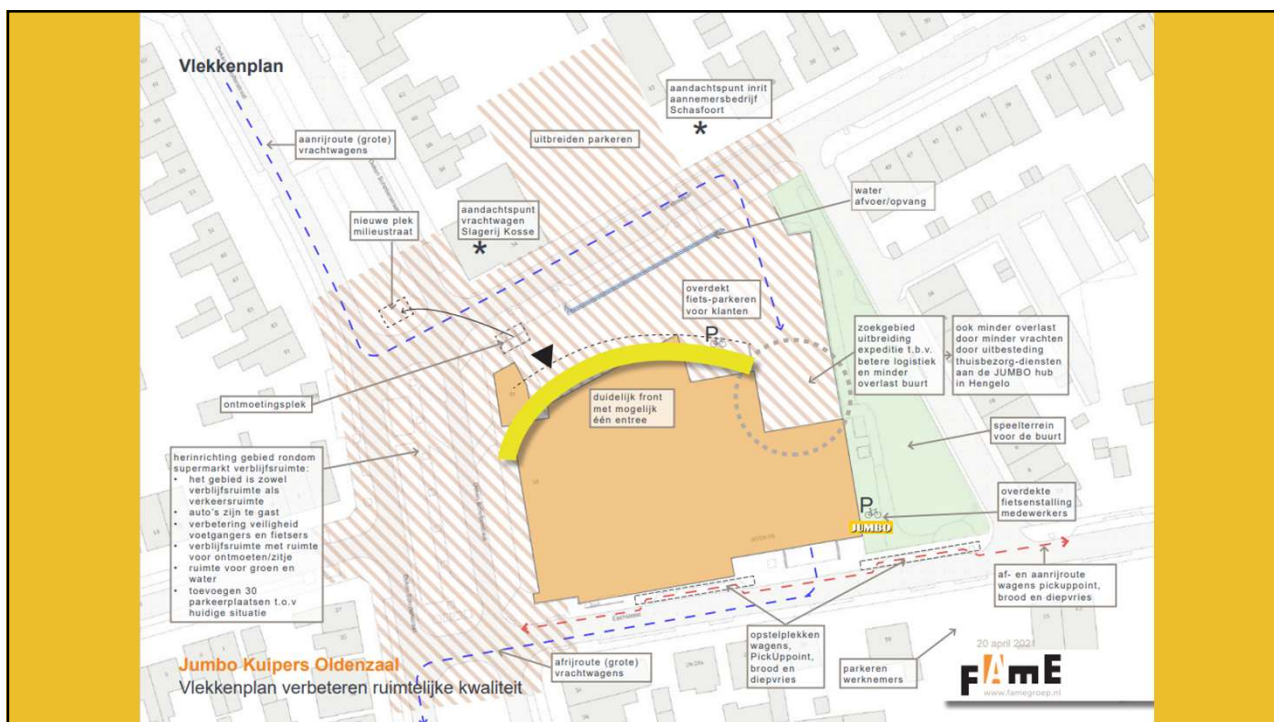 Vlekkenplan
aandachtspunt inrit
aannemersbedrijf
Schasfoort
*
aanrijroute (grote)
vrachtwagens
uitbreiden parkeren
nieuwe plek
milieustraat
aandachtspunt
vrachtwagen
Slagerij Kosse
*
water
afvoer/opvang
overdekt
fiets-parkeren
voor klanten
P
zoekgebied
uitbreiding
expeditie t.b.v.
betere logistiek
en minder
overlast buurt
ook minder overlast
door minder vrachten
door uitbesteding
thuisbezorg-diensten
aan de JUMBO hub
in Hengelo
ontmoetingsplek
duidelijk front
met mogelijk
één entree
speelterrein
voor de buurt
herinrichting gebied rondom
supermarkt verblijfsruimte:
• het gebied is zowel
verblijfsruimte als
verkeersruimte
• auto's zijn te gast
• verbetering veiligheid
voetgangers en fietsers
• verblijfsruimte met ruimte
voor ontmoeten/zitje
• ruimte voor groen en
water
• toevoegen 30
parkeerplaatsen t.o.v
huidige situatie
P
JUMBO
overdekte
fietsenstalling
medewerkers
af- en aanrijroute
wagens pickuppoint,
brood en diepvries
opstelplekken
wagens,
PickUppoint,
brood en
diepvries
parkeren
werknemers
afrijroute (grote)
vrachtwagens
20 april 2021
FAmE
www.famegroep.nl
Jumbo Kuipers Oldenzaal
Vlekkenplan verbeteren ruimtelijke kwaliteit